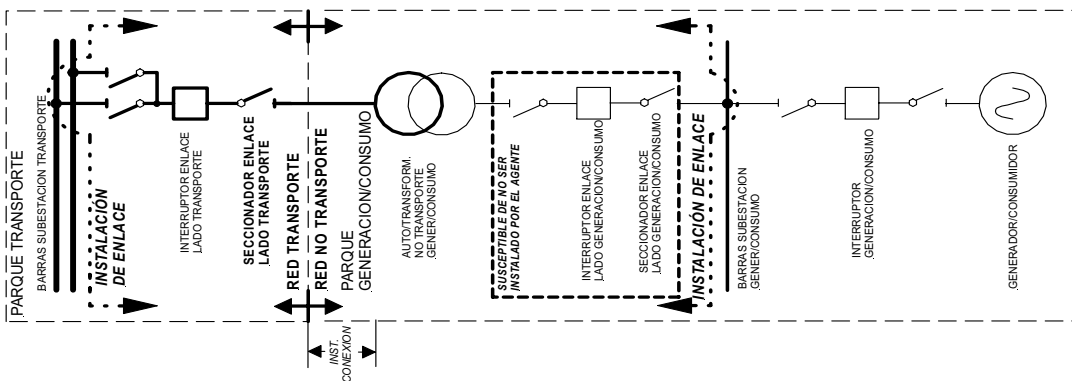 PARQUE TRANSPORTE
BARRAS SUBESTACION TRANSPORTE
INSTALACIÓN
DE ENLACE
INTERRUPTOR ENLACE
LADO TRANSPORTE
SECCIONADOR ENLACE
LADO TRANSPORTE
RED TRANSPORTE
RED NO TRANSPORTE
INST.
CONEXION
PARQUE
GENERACION/CONSUMO
AUTO/TRANSFORM.
NO TRANSPORTE
GENER/CONSUMO
SUSCEPTIBLE DE NO SER
INSTALADO POR EL AGENTE
INTERRUPTOR ENLACE
LADO GENERACION/CONSUMO
SECCIONADOR ENLACE
LADO GENERACION/CONSUMO
INSTALACIÓN DE ENLACE
BARRAS SUBESTACION
GENER/CONSUMO
INTERRUPTOR
GENERACION/CONSUMO
GENERADOR/CONSUMIDOR